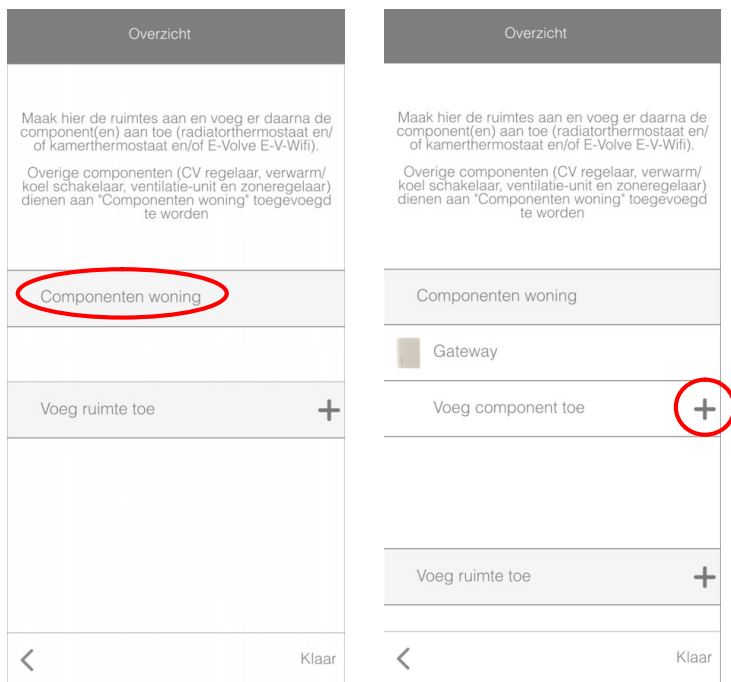 Overzicht
Maak hier de ruimtes aan en voeg er daarna de
component(en) aan toe (radiatorthermostaat en/
of kamerthermostaat en/of E-Volve E-V-Wifi).
Overige componenten (CV regelaar, verwarm/
koel schakelaar, ventilatie-unit en zoneregelaar)
dienen aan "Componenten woning" toegevoegd
te worden
Componenten woning
Voeg ruimte toe
Klaar
Overzicht
Maak hier de ruimtes aan en voeg er daarna de
component(en) aan toe (radiatorthermostaat en/
of kamerthermostaat en/of E-Volve E-V-Wifi).
Overige componenten (CV regelaar, verwarm/
koel schakelaar, ventilatie-unit en zoneregelaar)
dienen aan "Componenten woning" toegevoegd
te worden
Componenten woning
Gateway
Voeg component toe
Voeg ruimte toe
Klaar